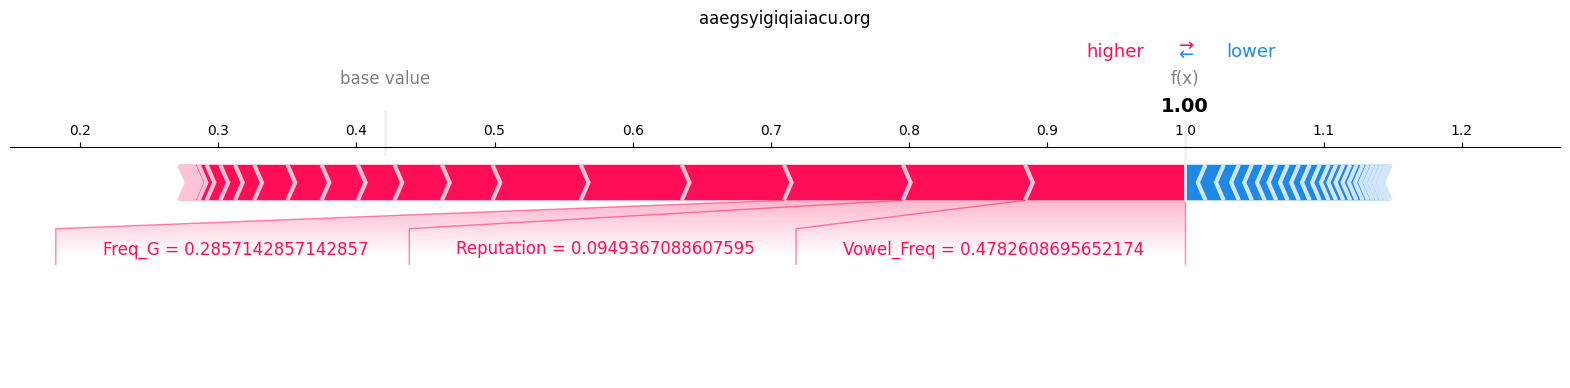 aaegsyigiqiaiacu.org
higher → ← lower
base value f(x)
1.00
0.2 0.3 0.4 0.5 0.6 0.7 0.8 0.9 1.0 1.1 1.2
Freq_G = 0.2857142857142857 Reputation = 0.0949367088607595 Vowel_Freq = 0.4782608695652174